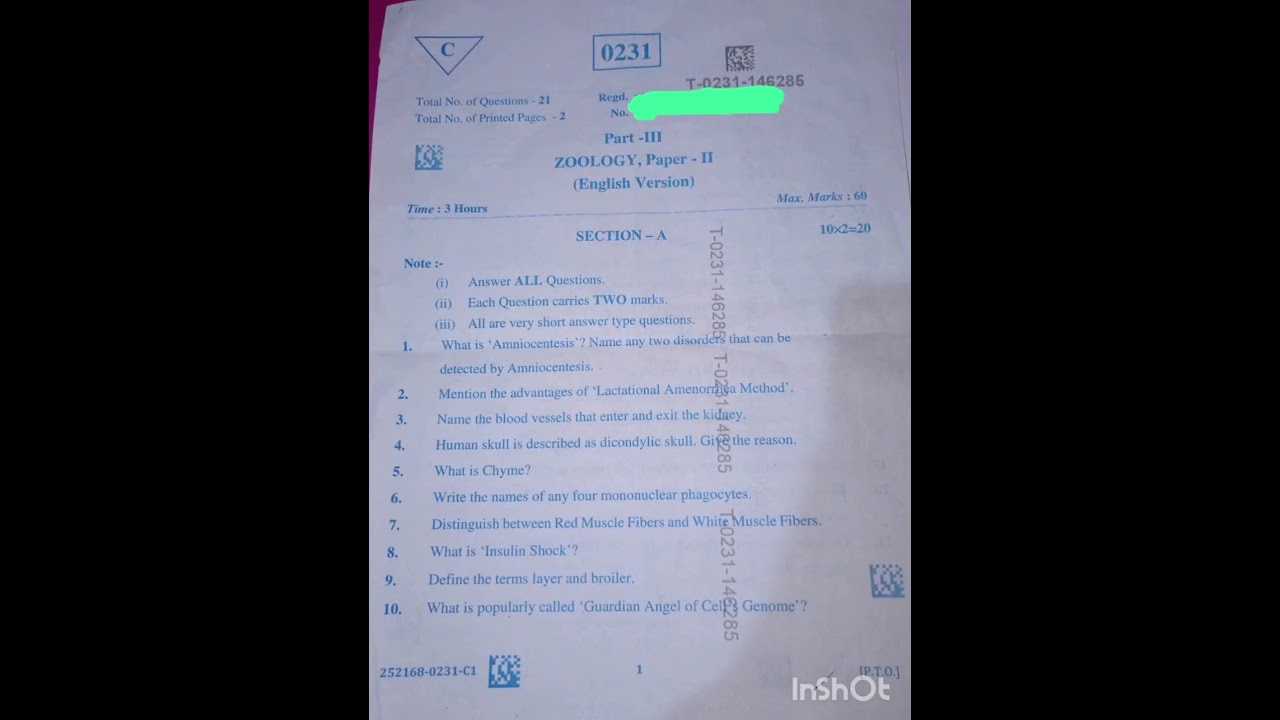 C
0231
T-0231-146285
Total No. of Questions - 21
Regd.
Total No. of Printed Pages - 2
No.
Part -III
ZOOLOGY, Paper - II
(English Version)
Time : 3 Hours
Max. Marks : 60
SECTION – A
10×2=20
Note :-
(i) Answer ALL Questions.
(ii) Each Question carries TWO marks.
(iii) All are very short answer type questions.
1. What is ‘Amniocentesis’? Name any two disorders that can be
detected by Amniocentesis.
2. Mention the advantages of ‘Lactational Amenorrhea Method’.
3. Name the blood vessels that enter and exit the kidney.
4. Human skull is described as dicondylic skull. Give the reason.
5. What is Chyme?
6. Write the names of any four mononuclear phagocytes.
7. Distinguish between Red Muscle Fibers and White Muscle Fibers.
8. What is ‘Insulin Shock’?
9. Define the terms layer and broiler.
10. What is popularly called ‘Guardian Angel of Cell's Genome’?
T-0231-146285
T-0231-146285
T-0231-146285
252168-0231-C1
1
[P.T.O.]
InShOt